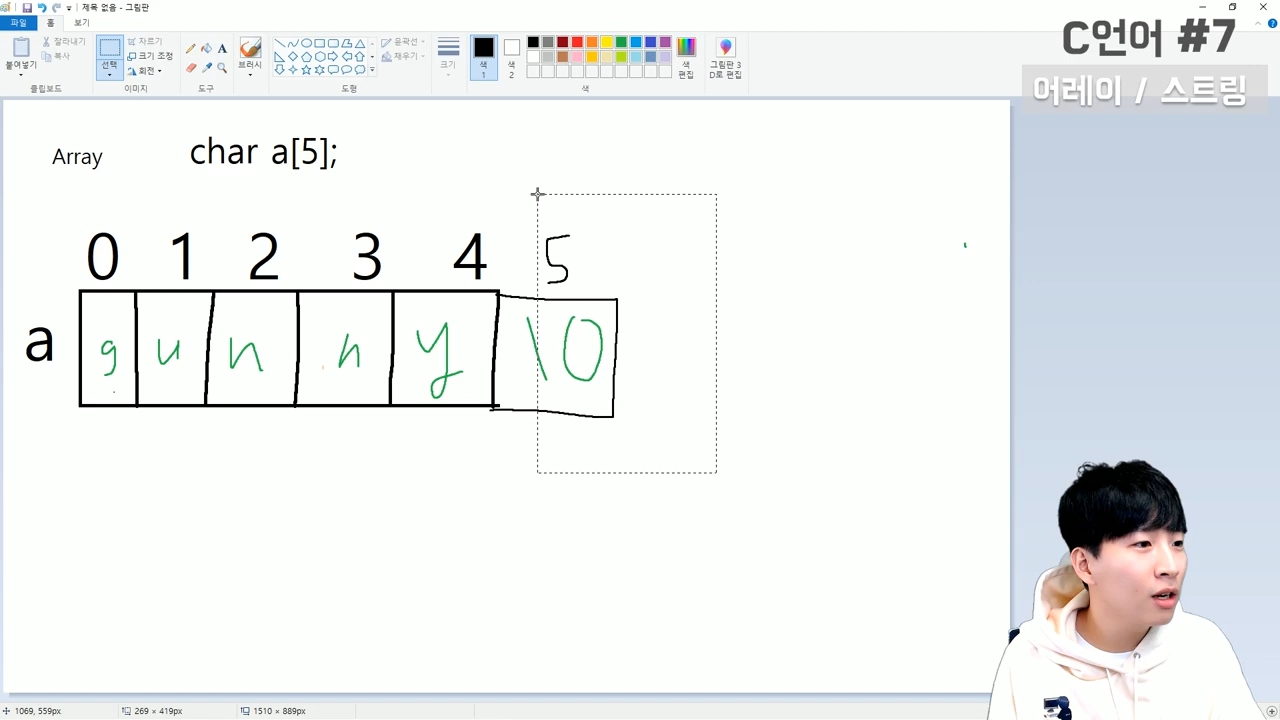 제목 없음 - 그림판
파일 홈 보기
붙여넣기 잘라내기 복사 클립보드
선택 자르기 크기 조정 회전 이미지
A 도구
브러시
윤곽선 채우기 도형
크기
색 1 색 2 색 편집 색
그림판 3D로 편집
C언어 #7
어레이 / 스트링
Array char a[5];
0 1 2 3 4 5
a g u n n y \0
1069, 559px 269 × 419px 1510 × 889px